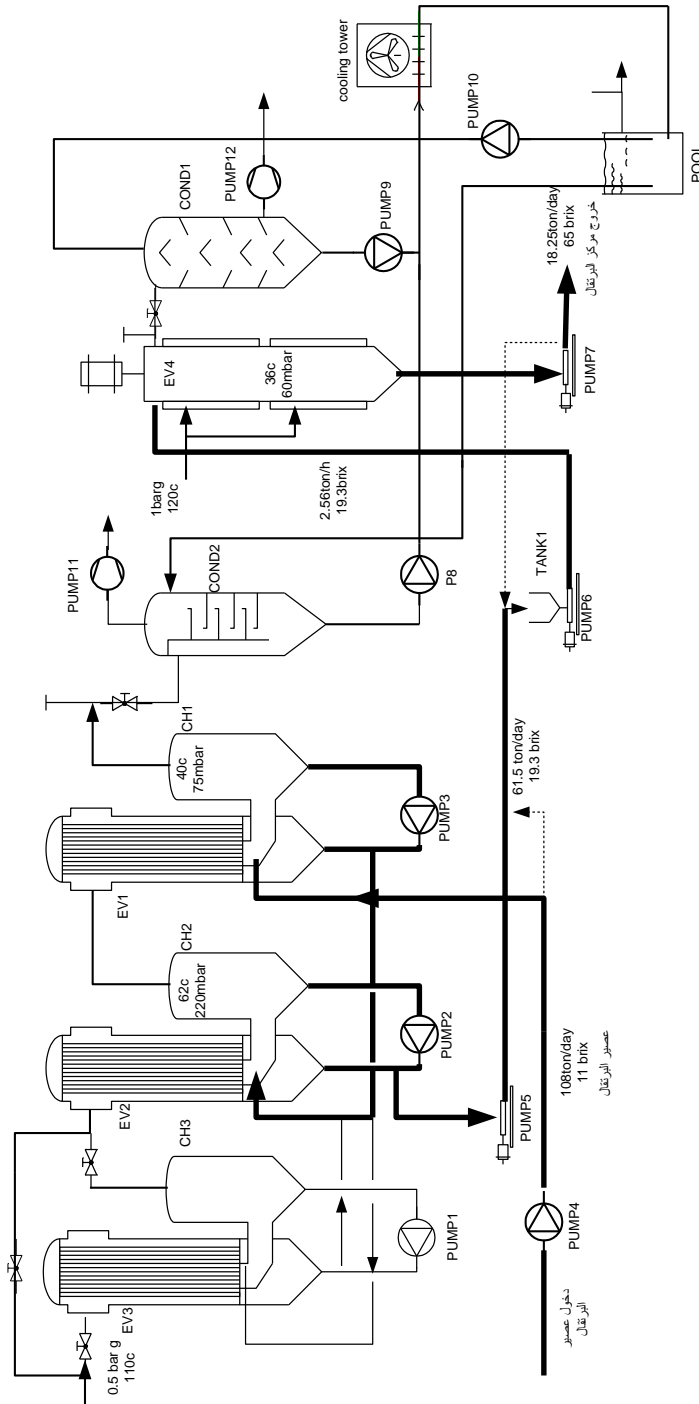 PUMP11
PUMP12
cooling tower
EV3
EV2
EV1
0.5 bar g
110c
1barg
120c
EV4
COND1
CH3
CH2
CH1
62c
220mbar
40c
75mbar
COND2
36c
60mbar
2.56ton/h
19.3brix
PUMP9
PUMP1
PUMP2
PUMP3
P8
PUMP10
PUMP5
61.5 ton/day
19.3 brix
TANK1
PUMP6
PUMP7
18.25ton/day
65 brix
خروج مركز البرتقال
PUMP4
108ton/day
11 brix
عصير البرتقال
دخول عصير
البرتقال
POOL